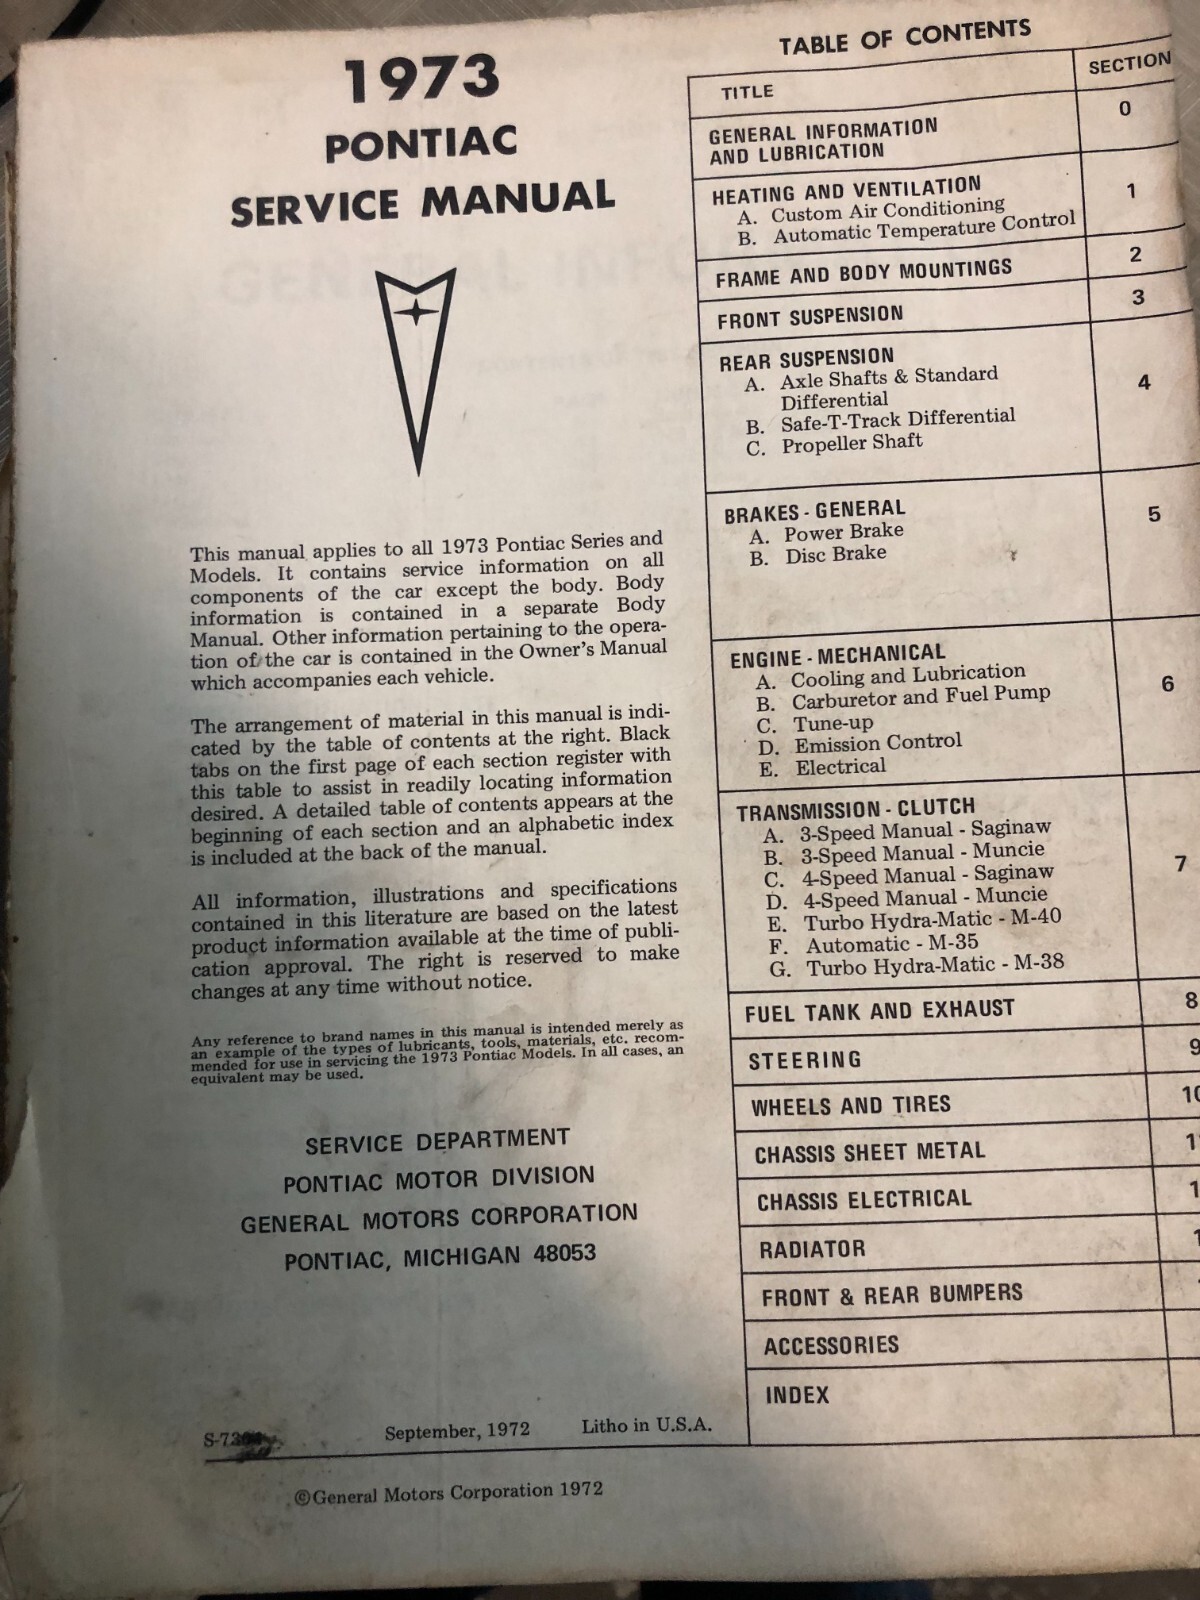 1973
PONTIAC
SERVICE MANUAL
This manual applies to all 1973 Pontiac Series and
Models. It contains service information on all
components of the car except the body. Body
information is contained in a separate Body
Manual. Other information pertaining to the opera-
tion of the car is contained in the Owner's Manual
which accompanies each vehicle.
The arrangement of material in this manual is indi-
cated by the table of contents at the right. Black
tabs on the first page of each section register with
this table to assist in readily locating information
desired. A detailed table of contents appears at the
beginning of each section and an alphabetic index
is included at the back of the manual.
All information, illustrations and specifications
contained in this literature are based on the latest
product information available at the time of publi-
cation approval. The right is reserved to make
changes at any time without notice.
Any reference to brand names in this manual is intended merely as
an example of the types of lubricants, tools, materials, etc. recom-
mended for use in servicing the 1973 Pontiac Models. In all cases, an
equivalent may be used.
SERVICE DEPARTMENT
PONTIAC MOTOR DIVISION
GENERAL MOTORS CORPORATION
PONTIAC, MICHIGAN 48053
September, 1972 Litho in U.S.A.
©General Motors Corporation 1972
TABLE OF CONTENTS
TITLE SECTION
GENERAL INFORMATION 0
AND LUBRICATION
HEATING AND VENTILATION 1
A. Custom Air Conditioning
B. Automatic Temperature Control
FRAME AND BODY MOUNTINGS 2
FRONT SUSPENSION 3
REAR SUSPENSION 4
A. Axle Shafts & Standard
Differential
B. Safe-T-Track Differential
C. Propeller Shaft
BRAKES - GENERAL 5
A. Power Brake
B. Disc Brake
ENGINE - MECHANICAL 6
A. Cooling and Lubrication
B. Carburetor and Fuel Pump
C. Tune-up
D. Emission Control
E. Electrical
TRANSMISSION - CLUTCH 7
A. 3-Speed Manual - Saginaw
B. 3-Speed Manual - Muncie
C. 4-Speed Manual - Saginaw
D. 4-Speed Manual - Muncie
E. Turbo Hydra-Matic - M-40
F. Automatic - M-35
G. Turbo Hydra-Matic - M-38
FUEL TANK AND EXHAUST 8
STEERING 9
WHEELS AND TIRES 10
CHASSIS SHEET METAL
CHASSIS ELECTRICAL
RADIATOR
FRONT & REAR BUMPERS
ACCESSORIES
INDEX